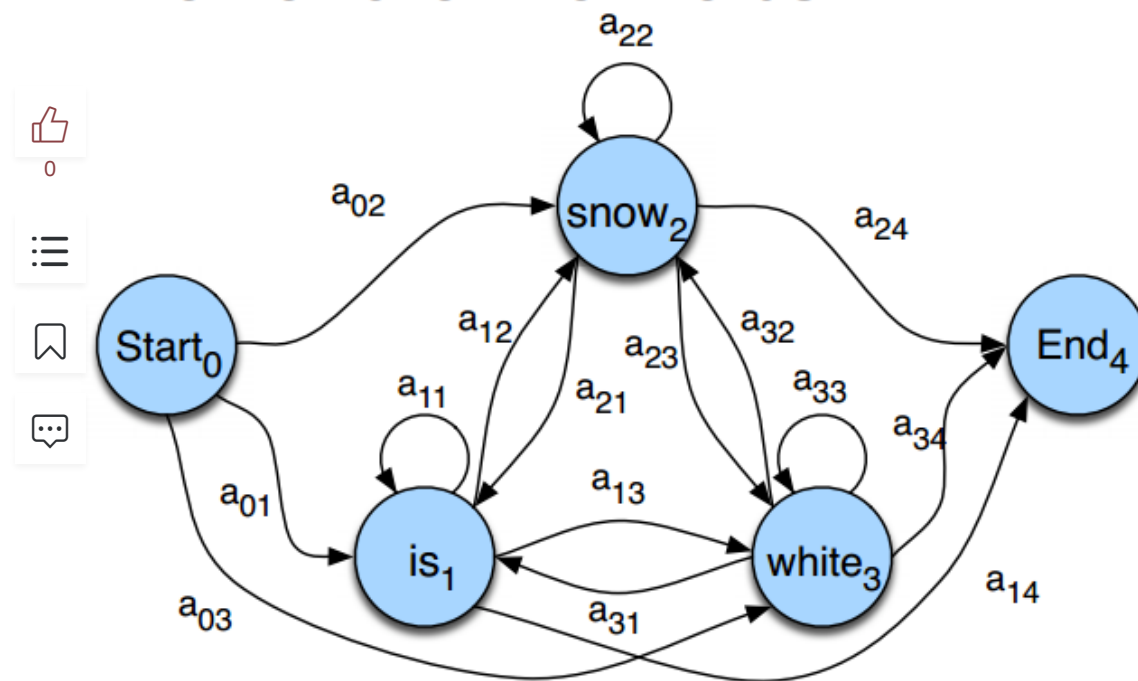 a22
0
a02
snow2
a24
Start0
a12
a32
a23
End4
a11
a21
a33
a34
a01
a13
is1
white3
a14
a03
a31